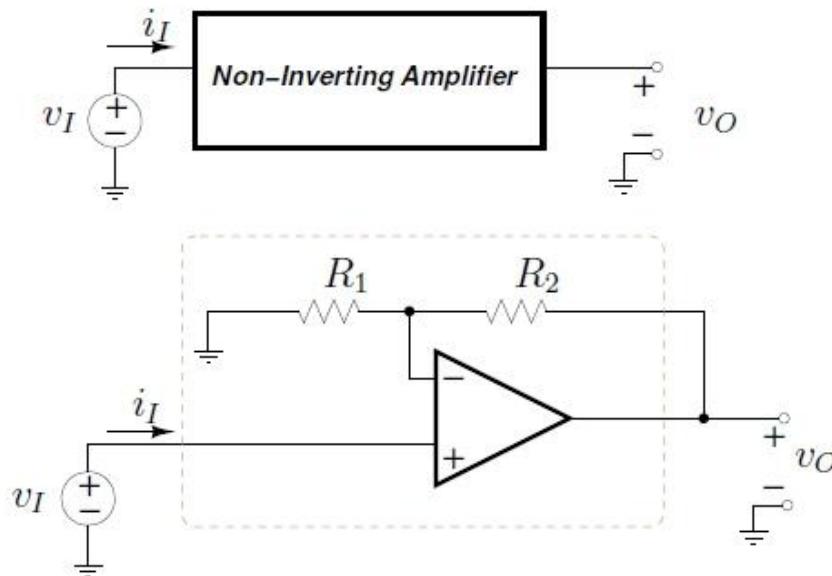 i_I
Non–Inverting Amplifier
v_I
+
−
+
−
v_O
R_1
R_2
−
i_I
+
+
v_O
v_I
+
−
−